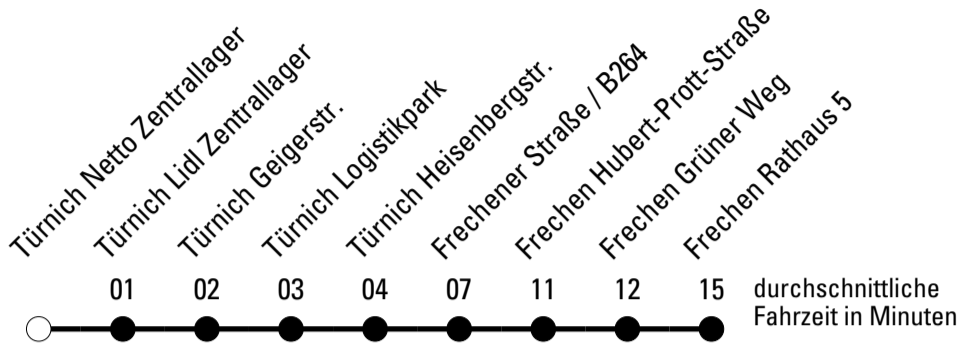 Türnich Netto Zentrallager
Türnich Lidl Zentrallager
Türnich Geigerstr.
Türnich Logistikpark
Türnich Heisenbergstr.
Frechener Straße / B264
Frechen Hubert-Prott-Straße
Frechen Grüner Weg
Frechen Rathaus 5
01 02 03 04 07 11 12 15
durchschnittliche
Fahrzeit in Minuten